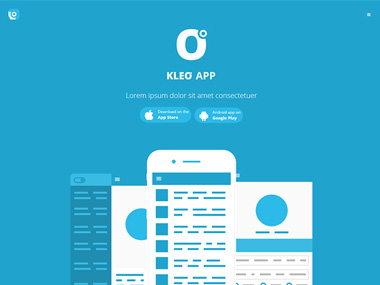 KLEO APP
Lorem ipsum dolor sit amet consectetuer
Download on the
App Store
Android app on
Google Play